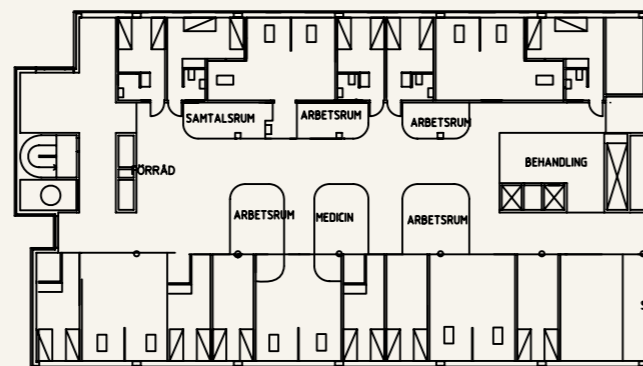 SAMTALSRUM
ARBETSRUM
ARBETSRUM
FÖRRÅD
BEHANDLING
ARBETSRUM
MEDICIN
ARBETSRUM
S